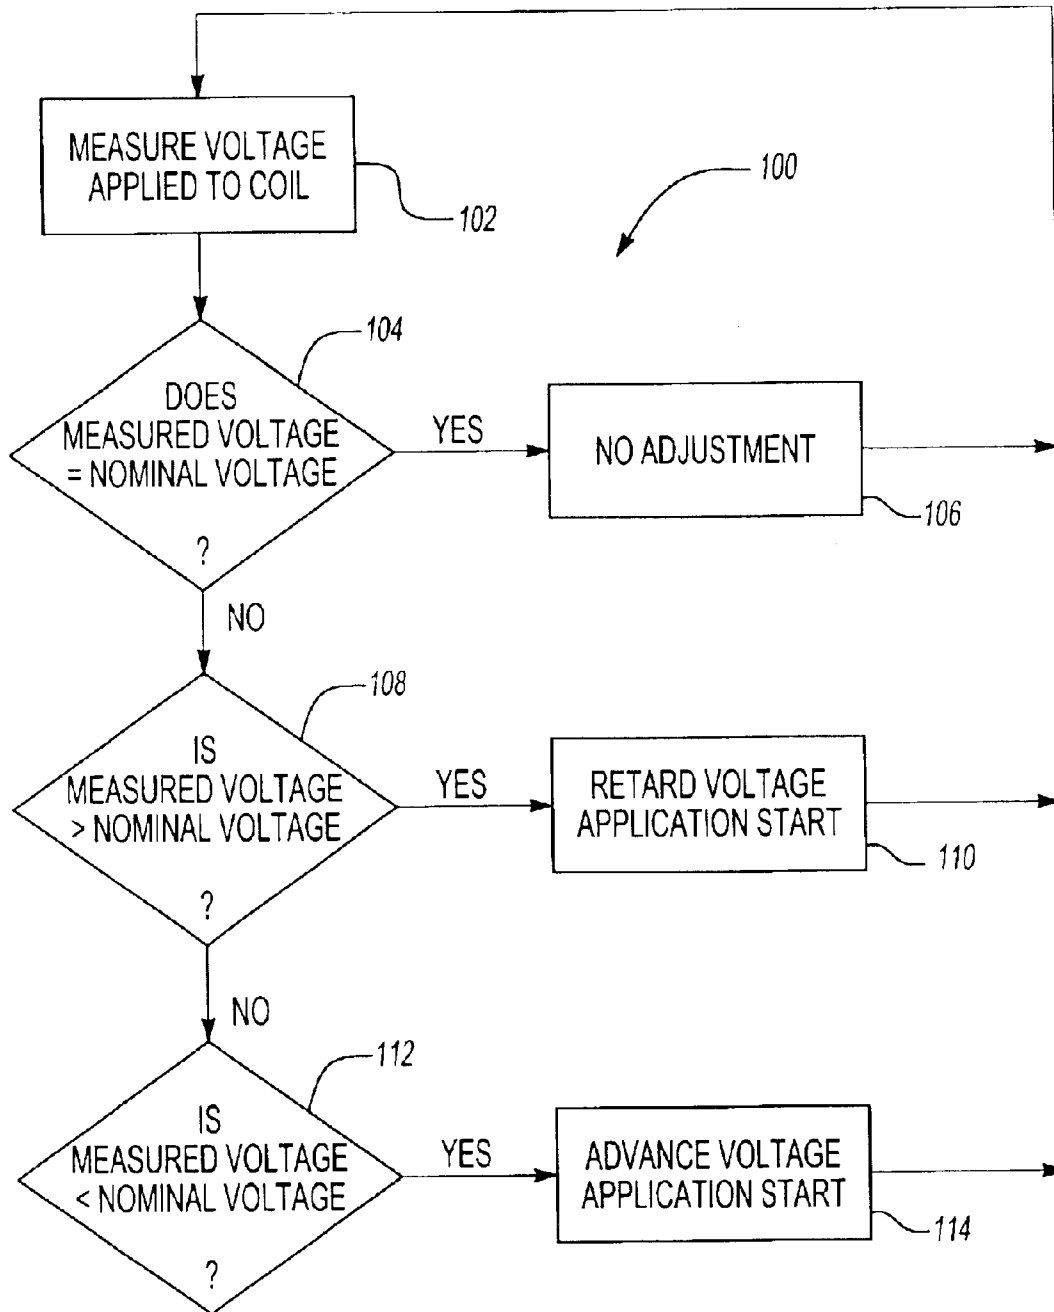 MEASURE VOLTAGE
APPLIED TO COIL
102
100
104
DOES
MEASURED VOLTAGE
= NOMINAL VOLTAGE
?
YES
NO ADJUSTMENT
106
NO
108
IS
MEASURED VOLTAGE
> NOMINAL VOLTAGE
?
YES
RETARD VOLTAGE
APPLICATION START
110
NO
112
IS
MEASURED VOLTAGE
< NOMINAL VOLTAGE
?
YES
ADVANCE VOLTAGE
APPLICATION START
114